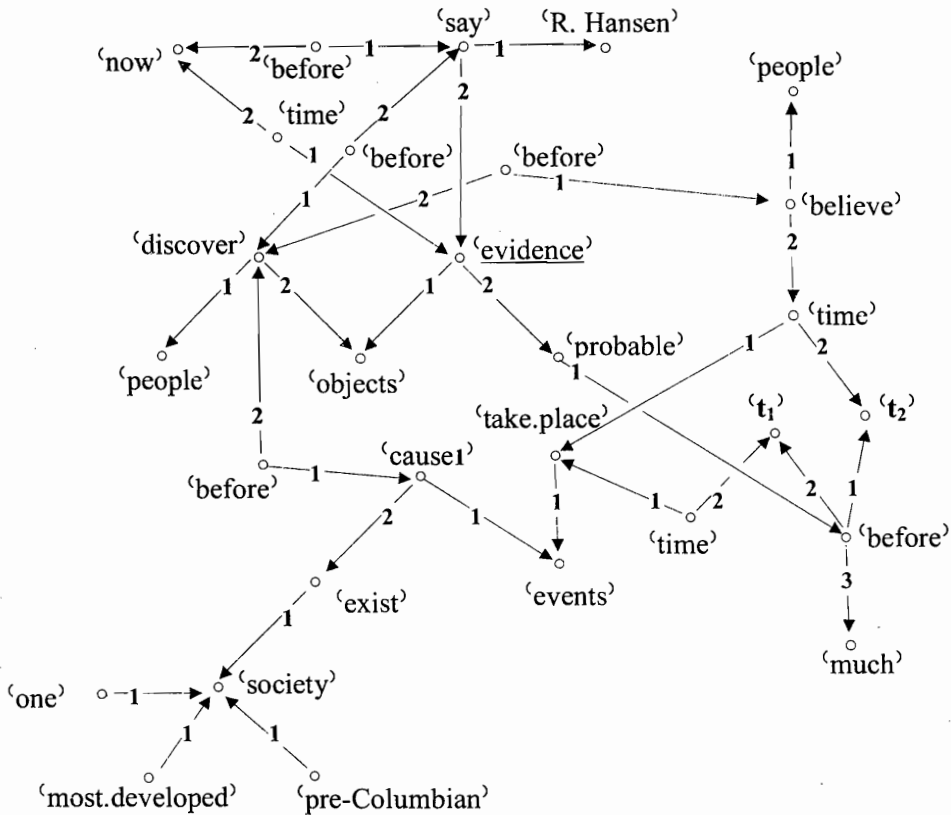 ‘say’ ‘R. Hansen’
‘now’ 2 ‘before’ 1 1
‘people’
2 ‘time’ 2 2
1 ‘before’ ‘before’ 1
1 2 1 ‘believe’
‘discover’ ‘evidence’ 2
1 2 1 2 ‘time’
‘people’ ‘objects’ ‘probable’ 1 2
1
2 ‘take.place’ ‘t₁’ ‘t₂’
‘before’ 1 ‘cause1’
2 1 1 1 2 2 1
‘time’ ‘before’
‘exist’ ‘events’ 3
1
‘much’
‘one’ 1 ‘society’
1 1
‘most.developed’ ‘pre-Columbian’